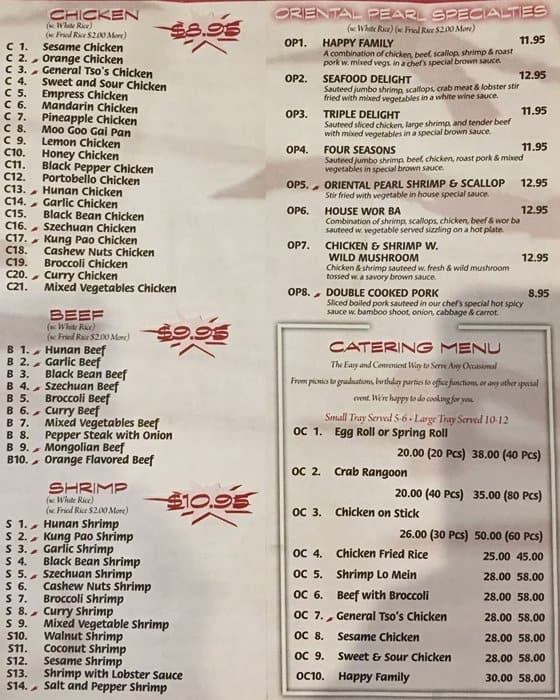 CHICKEN
(w. White Rice)
(w. Fried Rice $2.00 More)
$8.95
C 1. Sesame Chicken
C 2. Orange Chicken
C 3. General Tso's Chicken
C 4. Sweet and Sour Chicken
C 5. Empress Chicken
C 6. Mandarin Chicken
C 7. Pineapple Chicken
C 8. Moo Goo Gai Pan
C 9. Lemon Chicken
C10. Honey Chicken
C11. Black Pepper Chicken
C12. Portobello Chicken
C13. Hunan Chicken
C14. Garlic Chicken
C15. Black Bean Chicken
C16. Szechuan Chicken
C17. Kung Pao Chicken
C18. Cashew Nuts Chicken
C19. Broccoli Chicken
C20. Curry Chicken
C21. Mixed Vegetables Chicken
BEEF
(w. White Rice)
(w. Fried Rice $2.00 More)
$9.95
B 1. Hunan Beef
B 2. Garlic Beef
B 3. Black Bean Beef
B 4. Szechuan Beef
B 5. Broccoli Beef
B 6. Curry Beef
B 7. Mixed Vegetables Beef
B 8. Pepper Steak with Onion
B 9. Mongolian Beef
B10. Orange Flavored Beef
SHRIMP
(w. White Rice)
(w. Fried Rice $2.00 More)
$10.95
S 1. Hunan Shrimp
S 2. Kung Pao Shrimp
S 3. Garlic Shrimp
S 4. Black Bean Shrimp
S 5. Szechuan Shrimp
S 6. Cashew Nuts Shrimp
S 7. Broccoli Shrimp
S 8. Curry Shrimp
S 9. Mixed Vegetable Shrimp
S10. Walnut Shrimp
S11. Coconut Shrimp
S12. Sesame Shrimp
S13. Shrimp with Lobster Sauce
S14. Salt and Pepper Shrimp
ORIENTAL PEARL SPECIALTIES
(w. White Rice) (w. Fried Rice $2.00 More)
OP1. HAPPY FAMILY 11.95
A combination of chicken, beef, scallop, shrimp & roast
pork w. mixed vegs. in a chef's special brown sauce.
OP2. SEAFOOD DELIGHT 12.95
Sauteed jumbo shrimp, scallops, crab meat & lobster stir
fried with mixed vegetables in a white wine sauce.
OP3. TRIPLE DELIGHT 11.95
Sauteed sliced chicken, large shrimp, and tender beef
with mixed vegetables in a special brown sauce.
OP4. FOUR SEASONS 11.95
Sauteed jumbo shrimp, beef, chicken, roast pork & mixed
vegetables in special brown sauce.
OP5. ORIENTAL PEARL SHRIMP & SCALLOP 12.95
Stir fried with vegetable in house special sauce.
OP6. HOUSE WOR BA 12.95
Combination of shrimp, scallops, chicken, beef & wor ba
sauteed w. vegetable served sizzling on a hot plate.
OP7. CHICKEN & SHRIMP W.
WILD MUSHROOM 12.95
Chicken & shrimp sauteed w. fresh & wild mushroom
tossed w. a savory brown sauce.
OP8. DOUBLE COOKED PORK 8.95
Sliced boiled pork sauteed in our chef's special hot spicy
sauce w. bamboo shoot, onion, cabbage & carrot.
CATERING MENU
The Easy and Convenient Way to Serve Any Occasional
From picnics to graduations, birthday parties to office functions, or any other special
event. We're happy to do cooking for you.
Small Tray Served 5-6 • Large Tray Served 10-12
OC 1. Egg Roll or Spring Roll
20.00 (20 Pcs) 38.00 (40 Pcs)
OC 2. Crab Rangoon
20.00 (40 Pcs) 35.00 (80 Pcs)
OC 3. Chicken on Stick
26.00 (30 Pcs) 50.00 (60 Pcs)
OC 4. Chicken Fried Rice 25.00 45.00
OC 5. Shrimp Lo Mein 28.00 58.00
OC 6. Beef with Broccoli 28.00 58.00
OC 7. General Tso's Chicken 28.00 58.00
OC 8. Sesame Chicken 28.00 58.00
OC 9. Sweet & Sour Chicken 28.00 58.00
OC10. Happy Family 30.00 58.00